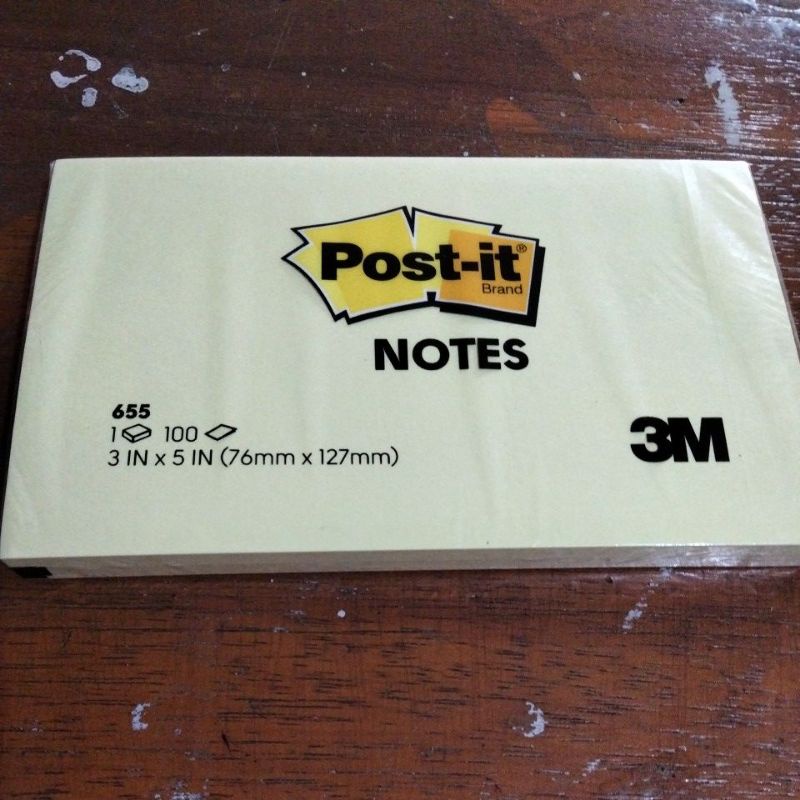 Post-it®
Brand
NOTES
655
1 100
3 IN x 5 IN (76mm x 127mm)
3M